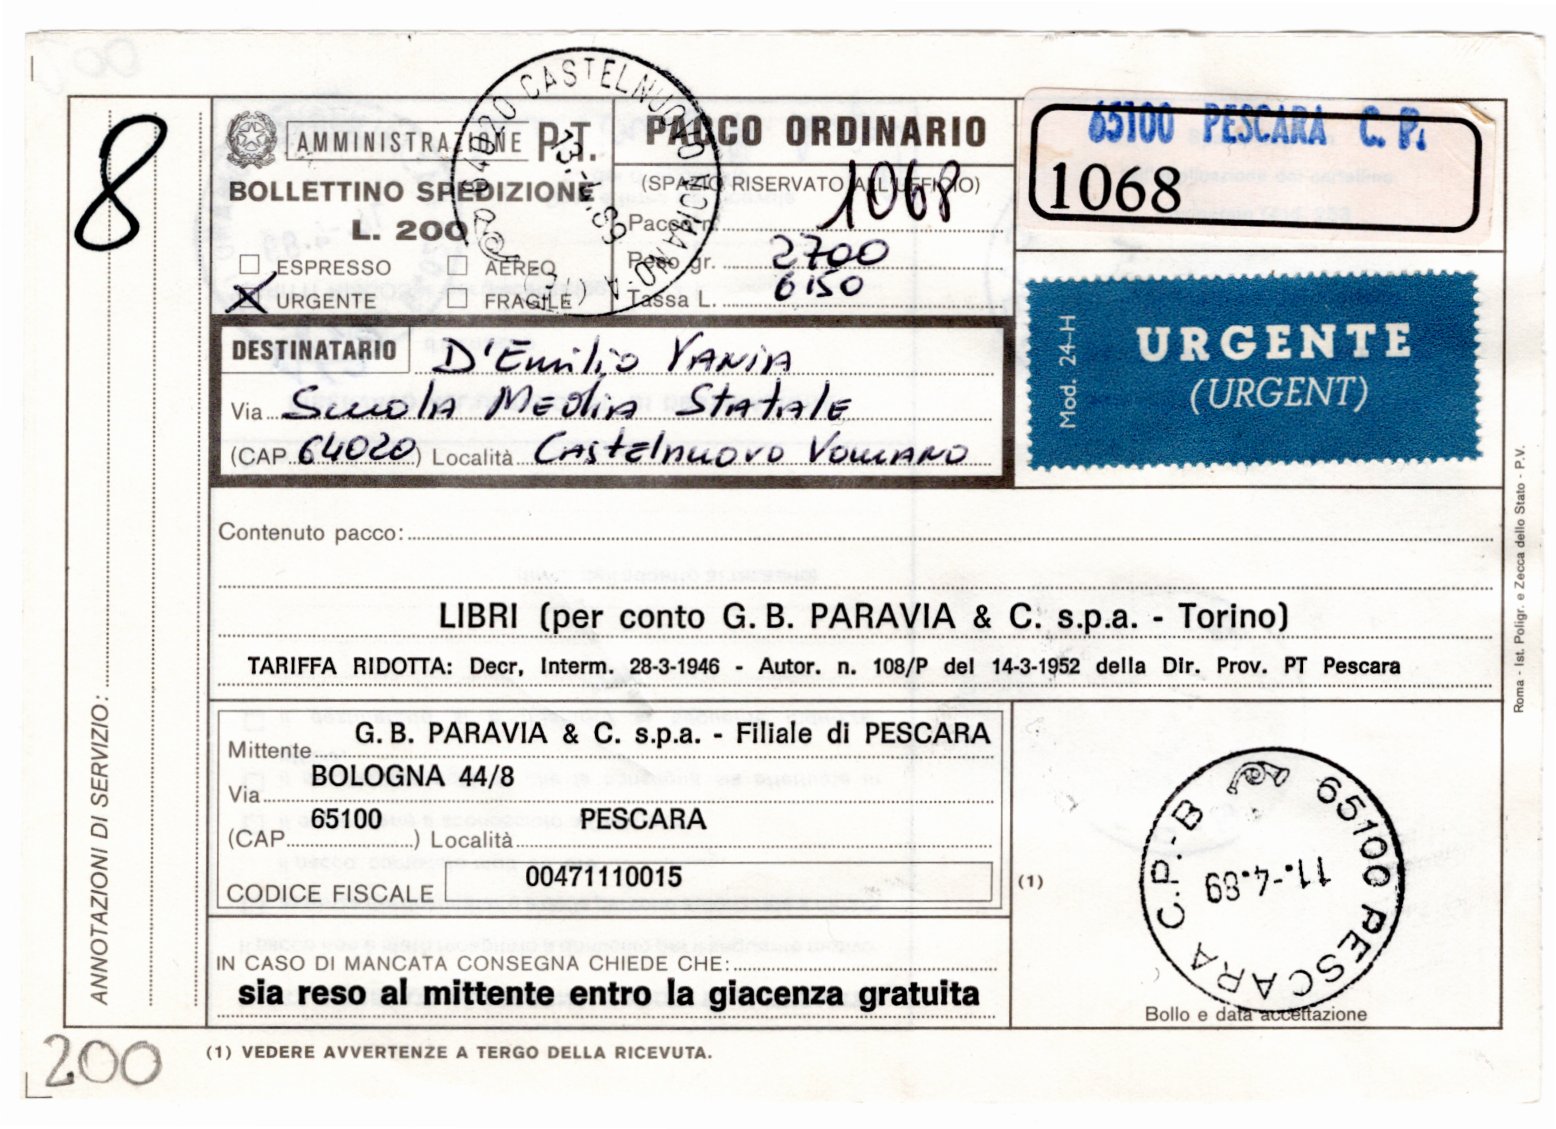 8
AMMINISTRAZIONE P.T.
BOLLETTINO SPEDIZIONE
L. 200
ESPRESSO AEREO
URGENTE FRAGILE
64020 CASTELNUOVO VOMANO
13.-4.89
PACCO ORDINARIO
(SPAZIO RISERVATO ALL'UFFICIO)
Pacco n. 1068
Peso gr. 2700
Tassa L. 6150
65100 PESCARA C. P.
1068
Mod. 24-H
URGENTE
(URGENT)
DESTINATARIO D'Emilio VANIA
Via Scuola Media Statale
(CAP. 64020) Località Castelnuovo Vomano
Contenuto pacco:
LIBRI (per conto G. B. PARAVIA & C. s.p.a. - Torino)
TARIFFA RIDOTTA: Decr, Interm. 28-3-1946 - Autor. n. 108/P del 14-3-1952 della Dir. Prov. PT Pescara
Mittente G. B. PARAVIA & C. s.p.a. - Filiale di PESCARA
Via BOLOGNA 44/8
(CAP 65100) Località PESCARA
CODICE FISCALE 00471110015
IN CASO DI MANCATA CONSEGNA CHIEDE CHE:
sia reso al mittente entro la giacenza gratuita
(1)
65100 PESCARA C.P.-B
11.-4.89
Bollo e data accettazione
ANNOTAZIONI DI SERVIZIO:
Roma - Ist. Poligr. e Zecca dello Stato - P.V.
200
(1) VEDERE AVVERTENZE A TERGO DELLA RICEVUTA.